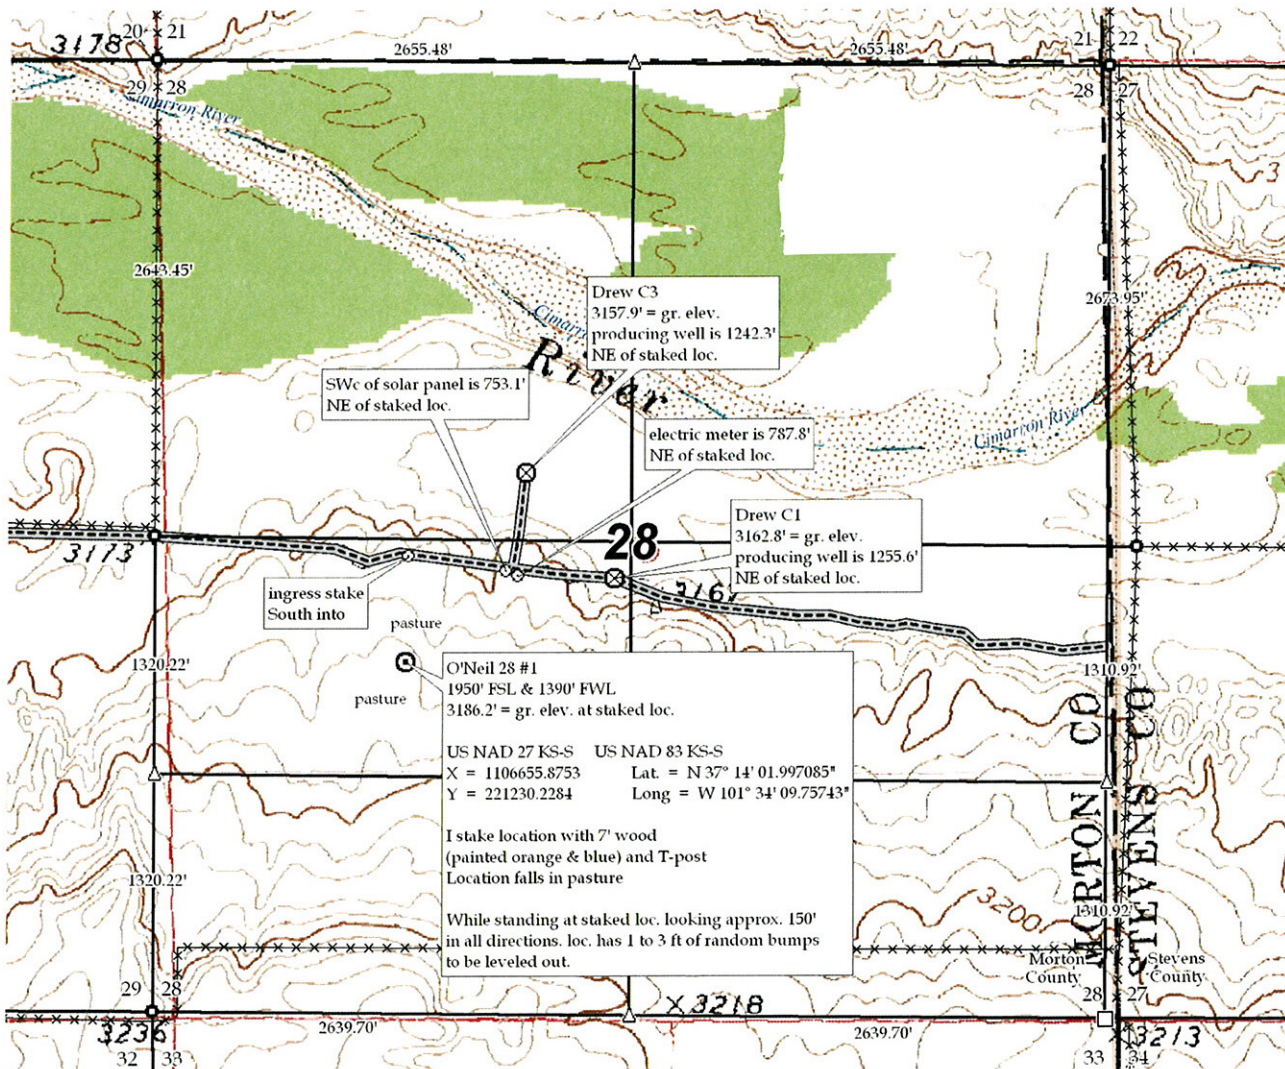 20 21
3178
2655.48'
2655.48'
21 22
29 28
28 27
Cimarron River
2643.45'
2673.95'
Drew C3
3157.9' = gr. elev.
producing well is 1242.3'
NE of staked loc.
River
SWc of solar panel is 753.1'
NE of staked loc.
electric meter is 787.8'
NE of staked loc.
Cimarron River
Drew C1
3162.8' = gr. elev.
producing well is 1255.6'
NE of staked loc.
28
3173
ingress stake
South into
pasture
pasture
1320.22'
1310.92'
O'Neil 28 #1
1950' FSL & 1390' FWL
3186.2' = gr. elev. at staked loc.
US NAD 27 KS-S US NAD 83 KS-S
X = 1106655.8753 Lat. = N 37° 14' 01.997085"
Y = 221230.2284 Long = W 101° 34' 09.75743"
I stake location with 7' wood
(painted orange & blue) and T-post
Location falls in pasture
While standing at staked loc. looking approx. 150'
in all directions. loc. has 1 to 3 ft of random bumps
to be leveled out.
MORTON CO
STEVENS CO
1320.22'
3200
1310.92'
Morton
County
Stevens
County
29 28
28 27
3236
2639.70'
3218
2639.70'
3213
32 33
33 34